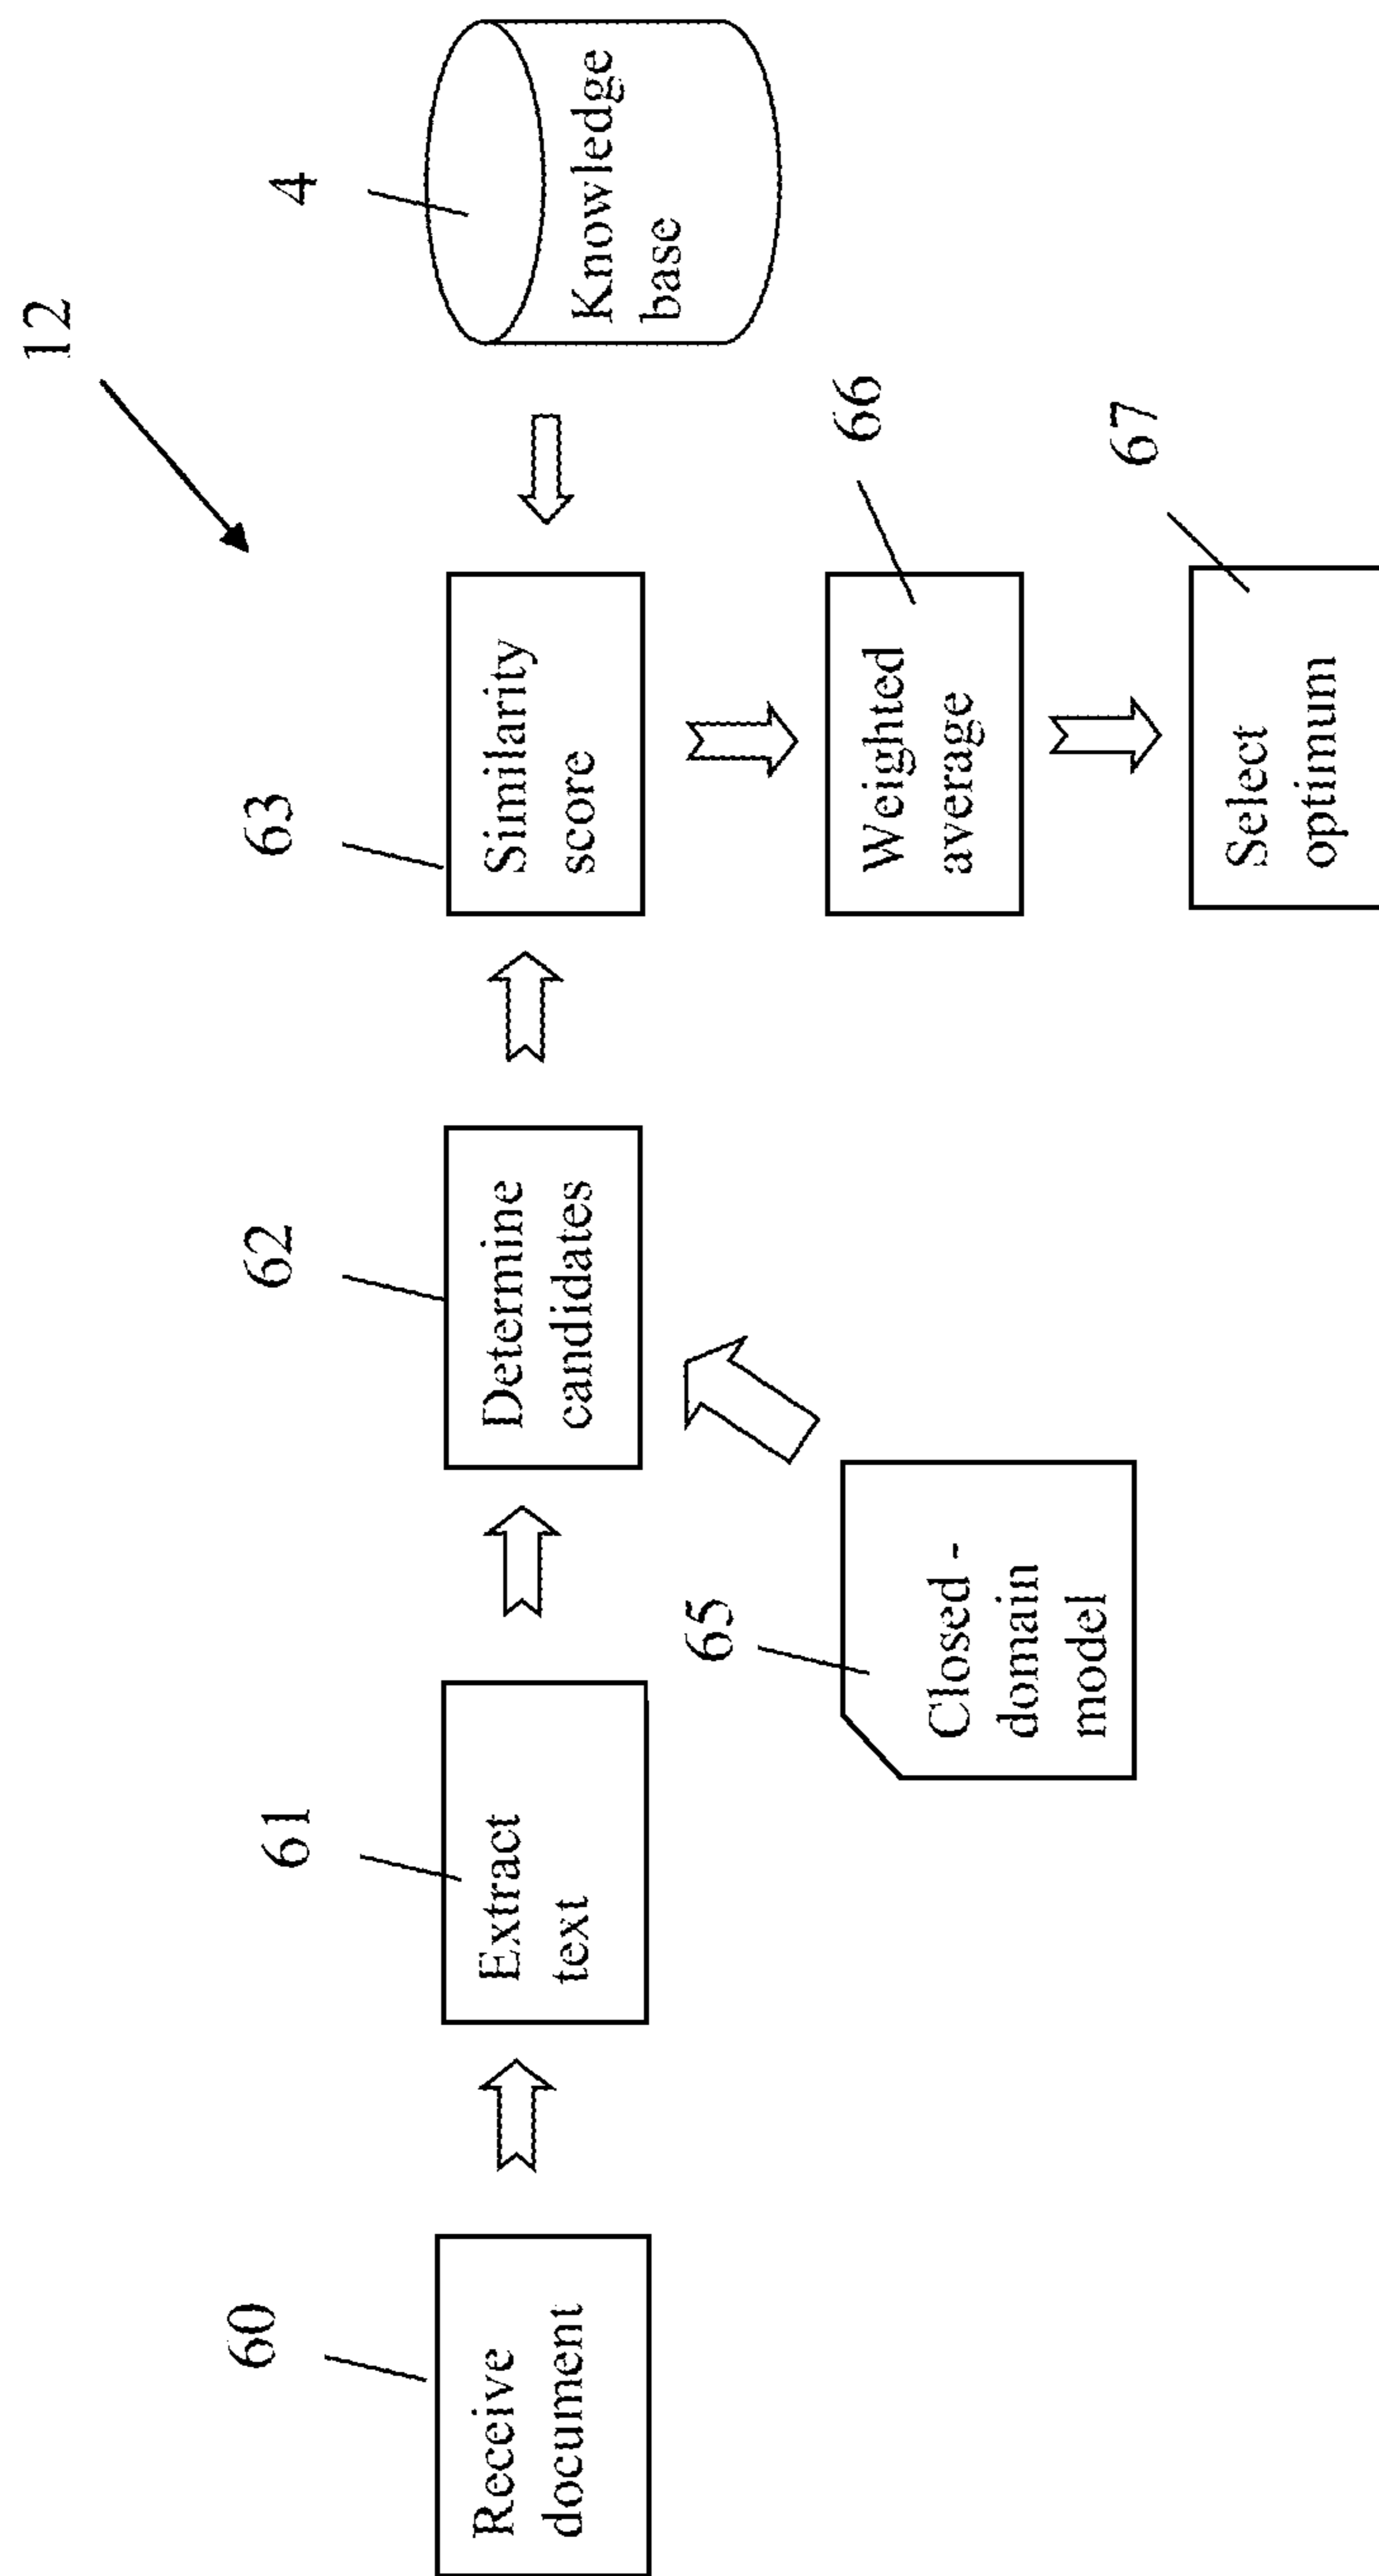 12
60
61
62
63
4
Receive
document
Extract
text
Determine
candidates
Similarity
score
Knowledge
base
65
66
Closed -
domain
model
Weighted
average
67
Select
optimum